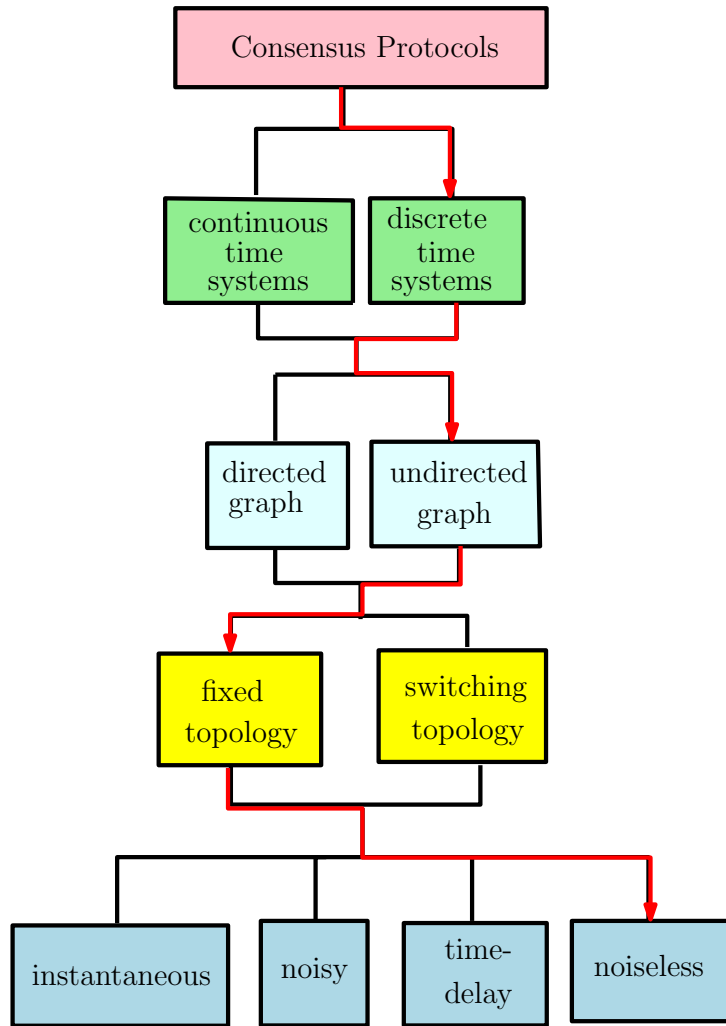 Consensus Protocols
continuous
time
systems
discrete
time
systems
directed
graph
undirected
graph
fixed
topology
switching
topology
instantaneous
noisy
time-
delay
noiseless